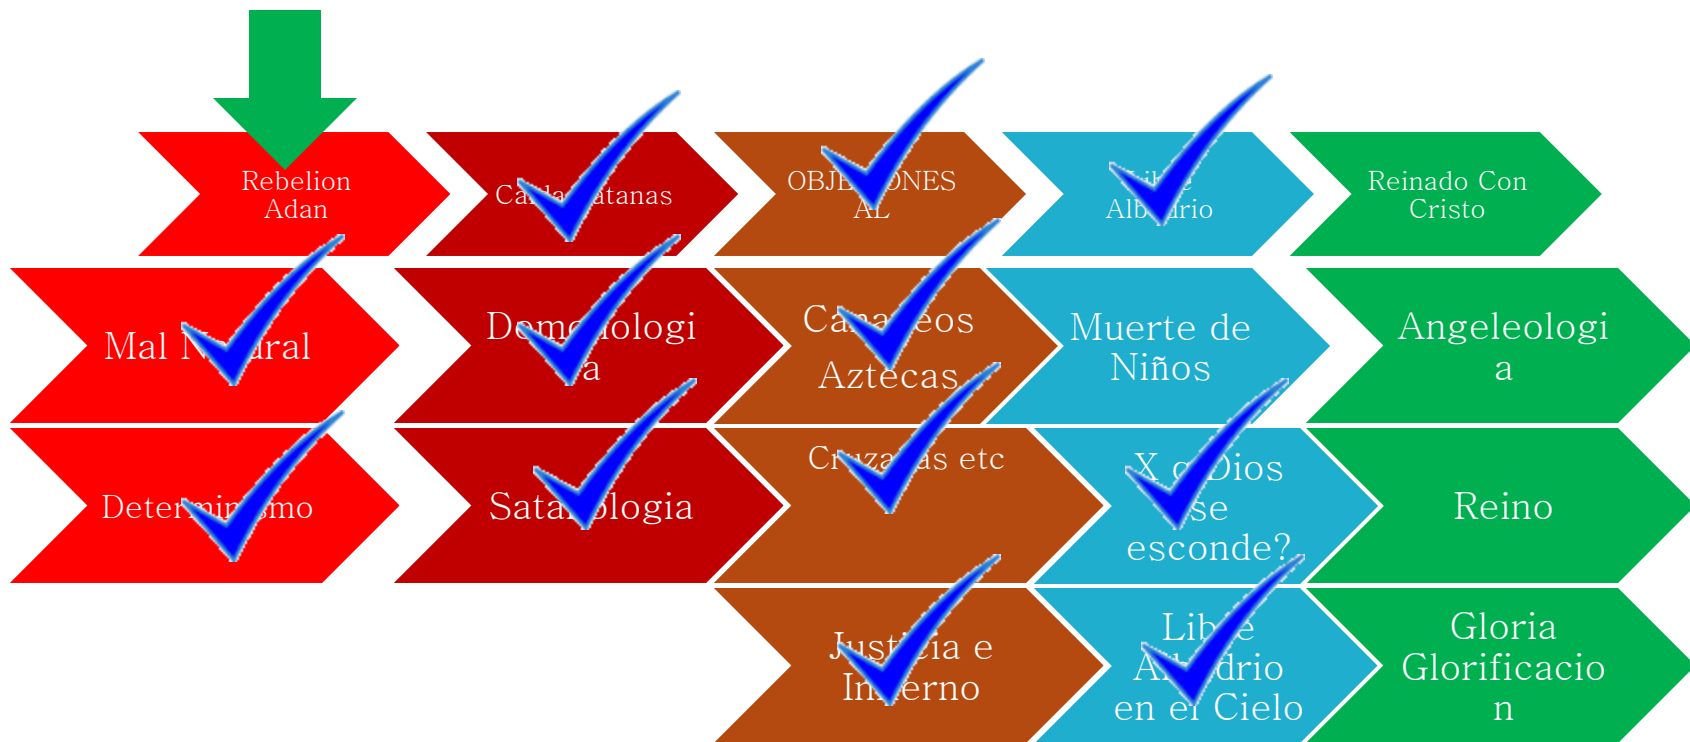 Rebelion
Adan
Caida Satanas
OBJECIONES
AL
Libre
Albedrio
Reinado Con
Cristo
Mal Natural
Demonologi
a
Cananeos
Aztecas
Muerte de
Niños
Angeleologi
a
Determinismo
Satanologia
Cruzadas etc
X q Dios
se
esconde?
Reino
Justicia e
Infierno
Libre
Albedrio
en el Cielo
Gloria
Glorificacio
n